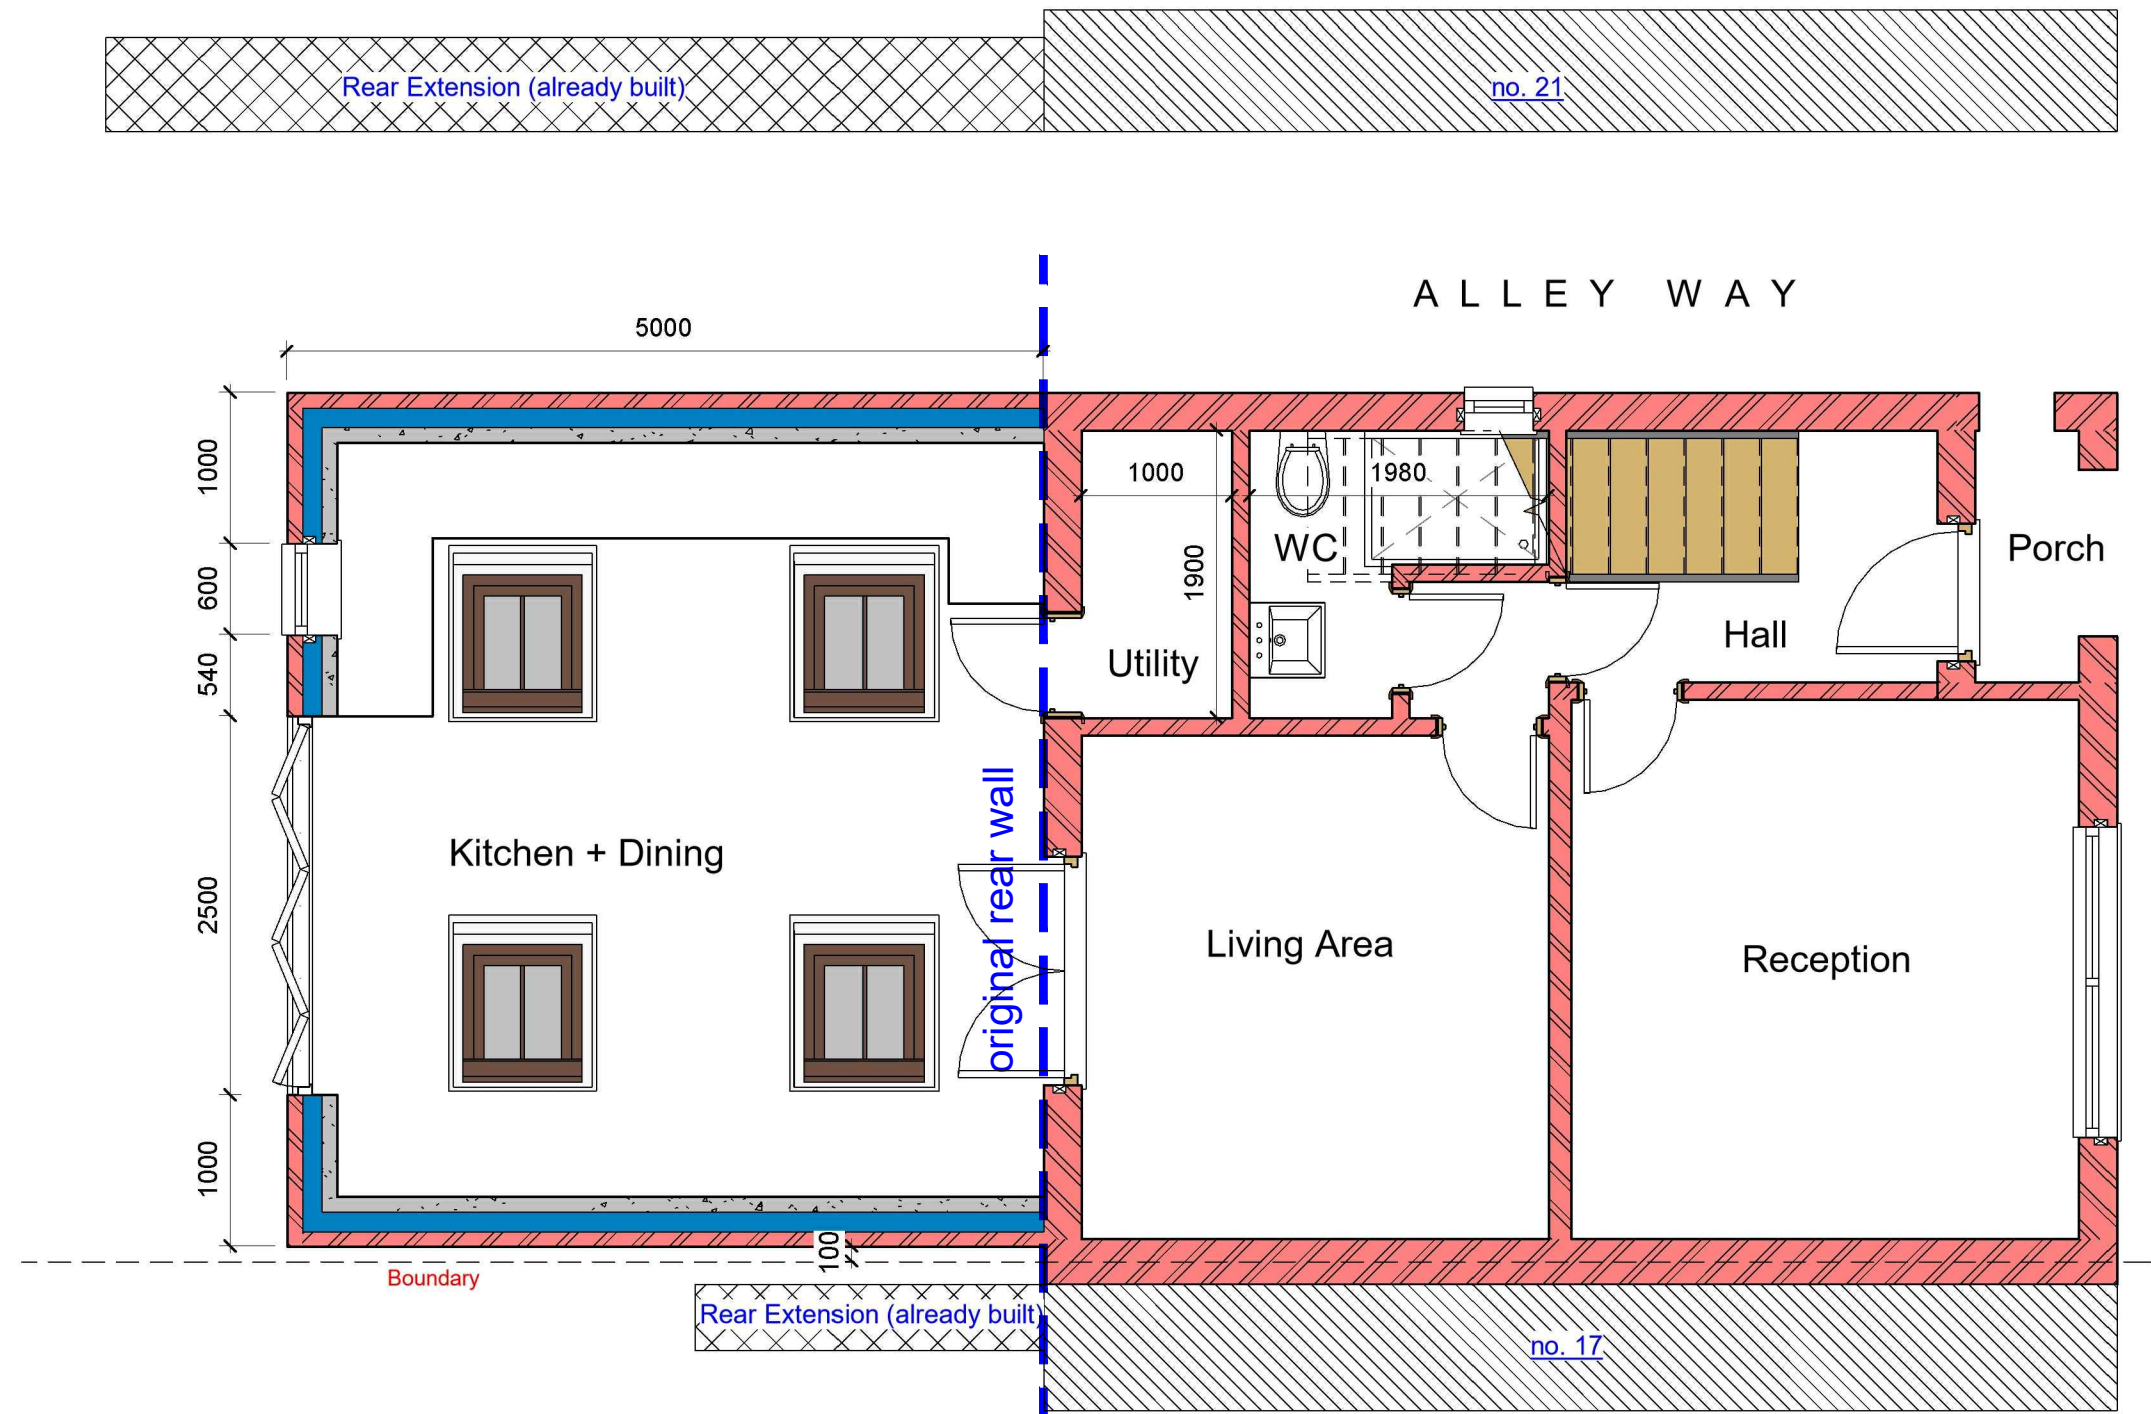 Rear Extension (already built)
no. 21
ALLEY WAY
5000
1000
600
540
2500
1000
1000
1980
1900
WC
Utility
Hall
Porch
Kitchen + Dining
original rear wall
Living Area
Reception
100
Boundary
Rear Extension (already built)
no. 17